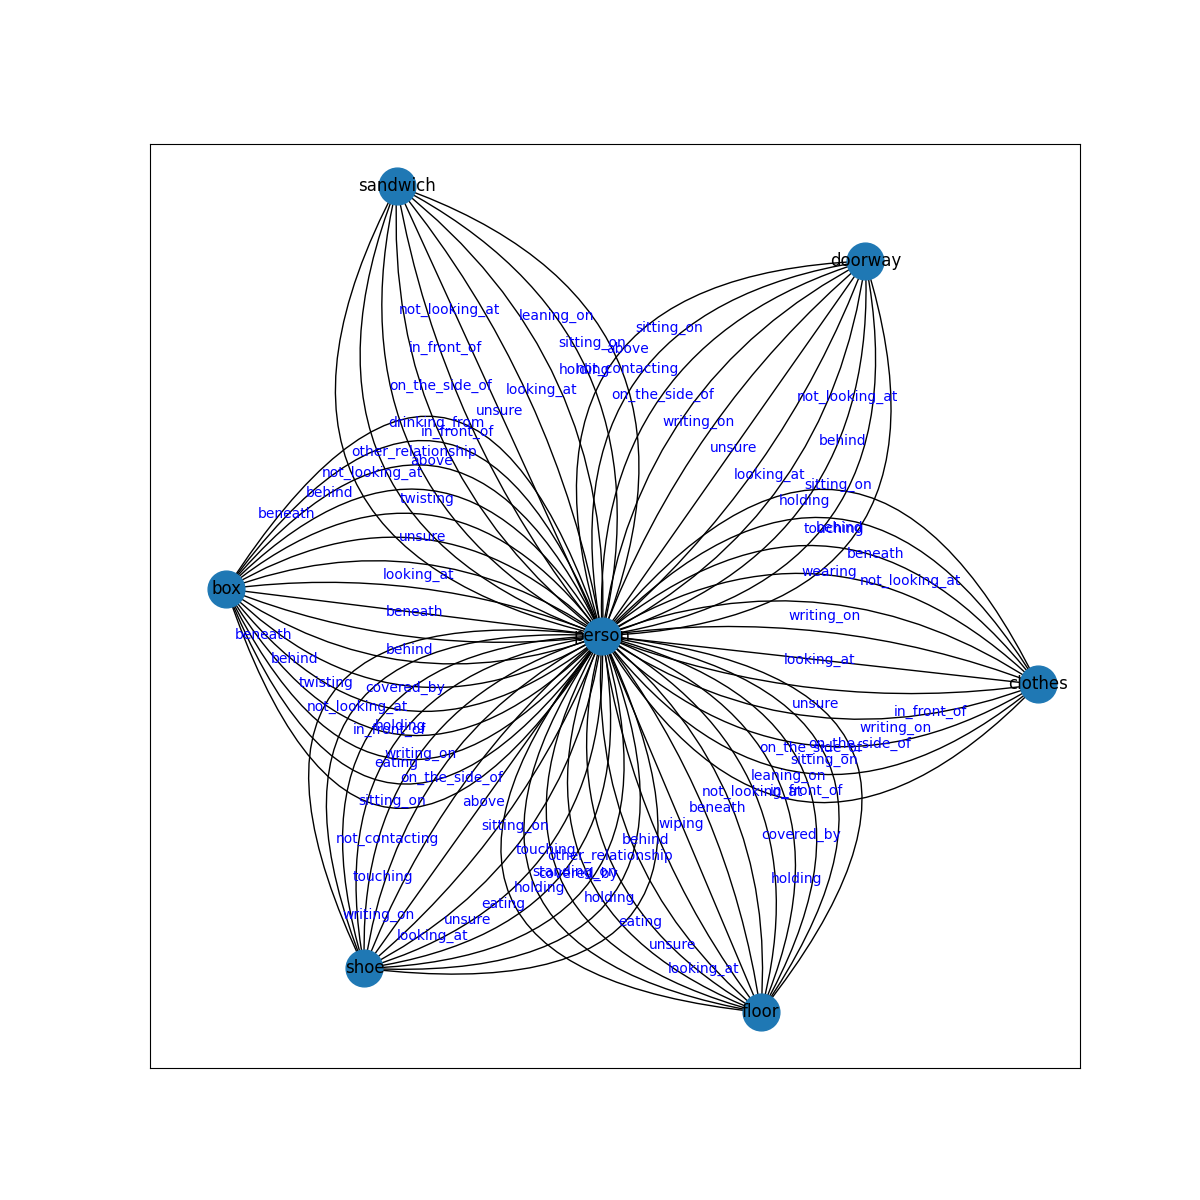 sandwich
doorway
not_looking_at
leaning_on
sitting_on
sitting_on
above
in_front_of
holding
not_contacting
on_the_side_of
looking_at
on_the_side_of
not_looking_at
unsure
drinking_from
in_front_of
writing_on
behind
unsure
other_relationship
above
not_looking_at
looking_at
sitting_on
behind
twisting
holding
beneath
touching
behind
unsure
beneath
wearing
looking_at
not_looking_at
box
beneath
writing_on
beneath
person
behind
behind
looking_at
twisting
covered_by
clothes
not_looking_at
unsure
in_front_of
holding
in_front_of
writing_on
on_the_side_of
on_the_side_of
writing_on
sitting_on
eating
on_the_side_of
leaning_on
not_looking_at
in_front_of
sitting_on
above
beneath
sitting_on
wiping
not_contacting
behind
covered_by
touching
other_relationship
standing_on
covered_by
touching
holding
holding
holding
eating
writing_on
unsure
eating
looking_at
unsure
shoe
looking_at
floor